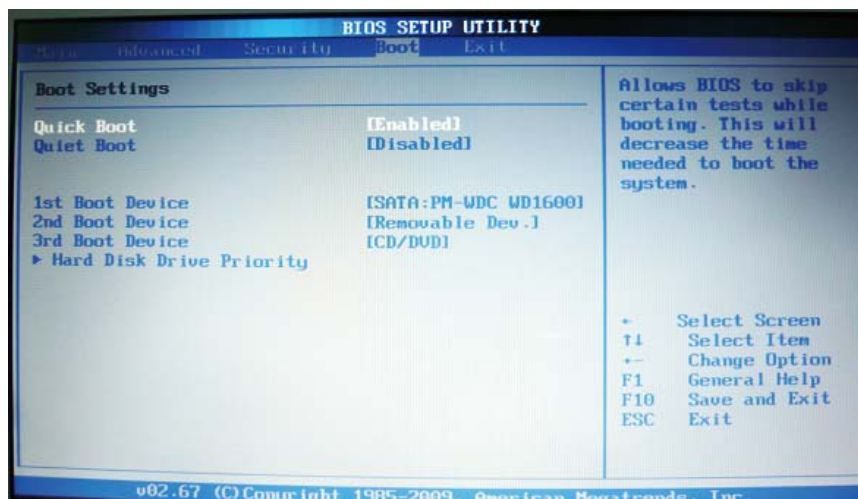 BIOS SETUP UTILITY
Main Advanced Security Boot Exit
Boot Settings
Quick Boot [Enabled]
Quiet Boot [Disabled]
1st Boot Device [SATA:PM-WDC WD1600]
2nd Boot Device [Removable Dev.]
3rd Boot Device [CD/DVD]
▶ Hard Disk Drive Priority
Allows BIOS to skip
certain tests while
booting. This will
decrease the time
needed to boot the
system.
← Select Screen
↑↓ Select Item
+- Change Option
F1 General Help
F10 Save and Exit
ESC Exit
v02.67 (C)Copyright 1985-2009, American Megatrends, Inc.